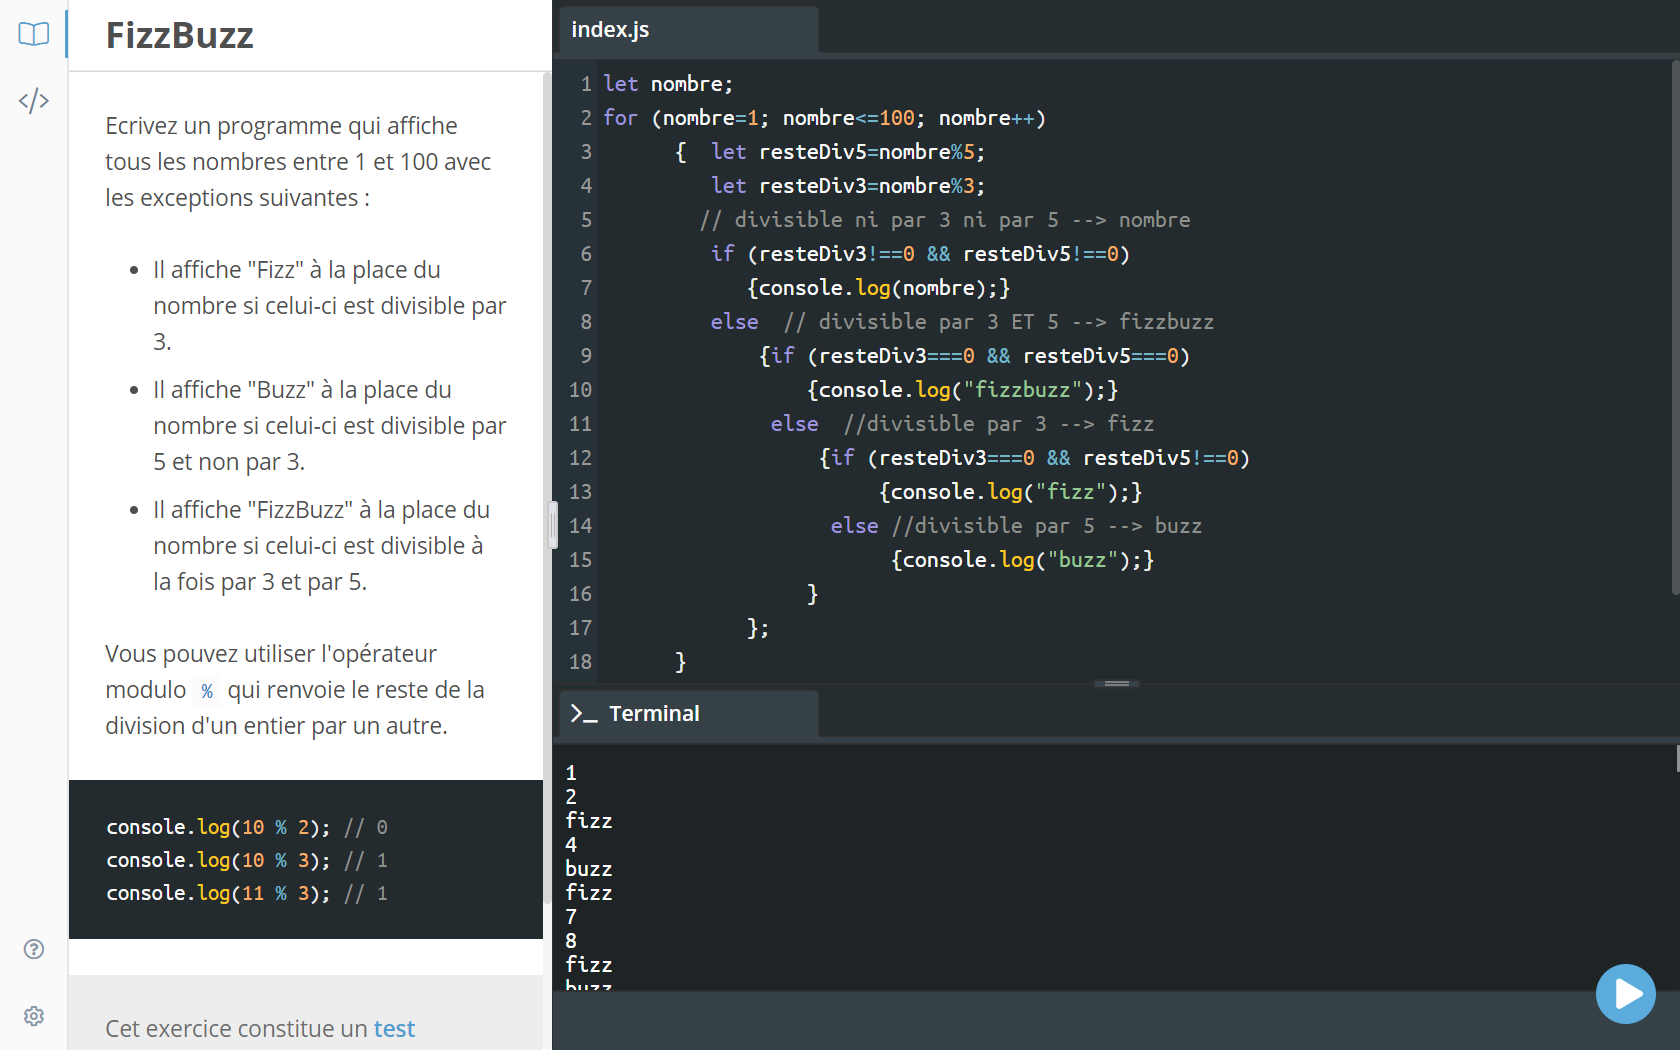 FizzBuzz
Ecrivez un programme qui affiche
tous les nombres entre 1 et 100 avec
les exceptions suivantes :
• Il affiche "Fizz" à la place du
nombre si celui-ci est divisible par
3.
• Il affiche "Buzz" à la place du
nombre si celui-ci est divisible par
5 et non par 3.
• Il affiche "FizzBuzz" à la place du
nombre si celui-ci est divisible à
la fois par 3 et par 5.
Vous pouvez utiliser l'opérateur
modulo % qui renvoie le reste de la
division d'un entier par un autre.
console.log(10 % 2); // 0
console.log(10 % 3); // 1
console.log(11 % 3); // 1
Cet exercice constitue un test
index.js
1 let nombre;
2 for (nombre=1; nombre<=100; nombre++)
3 { let resteDiv5=nombre%5;
4 let resteDiv3=nombre%3;
5 // divisible ni par 3 ni par 5 --> nombre
6 if (resteDiv3!==0 && resteDiv5!==0)
7 {console.log(nombre);}
8 else // divisible par 3 ET 5 --> fizzbuzz
9 {if (resteDiv3===0 && resteDiv5===0)
10 {console.log("fizzbuzz");}
11 else //divisible par 3 --> fizz
12 {if (resteDiv3===0 && resteDiv5!==0)
13 {console.log("fizz");}
14 else //divisible par 5 --> buzz
15 {console.log("buzz");}
16 }
17 };
18 }
>_ Terminal
1
2
fizz
4
buzz
fizz
7
8
fizz
buzz